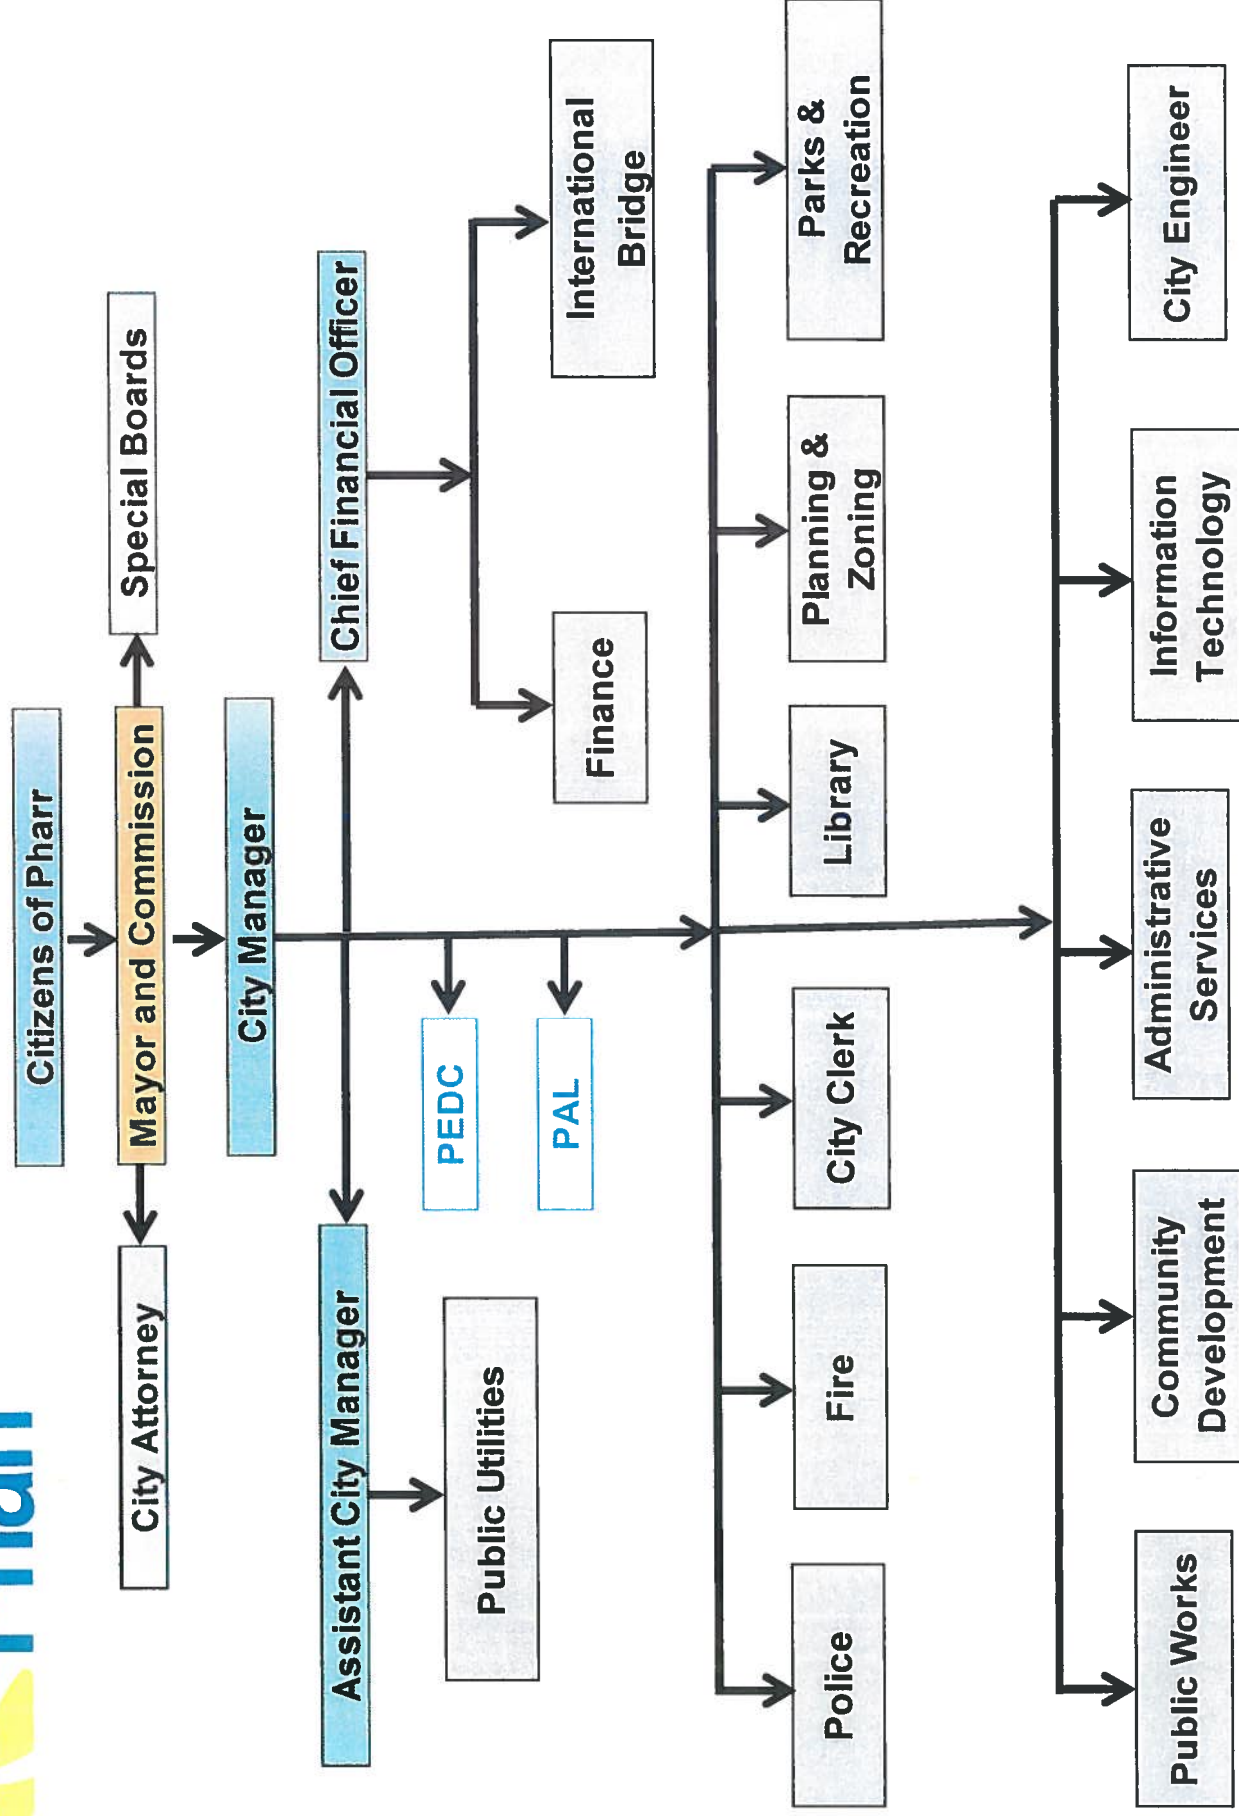 Pharr
Citizens of Pharr
City Attorney
Mayor and Commission
Special Boards
City Manager
Assistant City Manager
Chief Financial Officer
Public Utilities
PEDC
PAL
Finance
International
Bridge
Police
Fire
City Clerk
Library
Planning &
Zoning
Parks &
Recreation
Public Works
Community
Development
Administrative
Services
Information
Technology
City Engineer